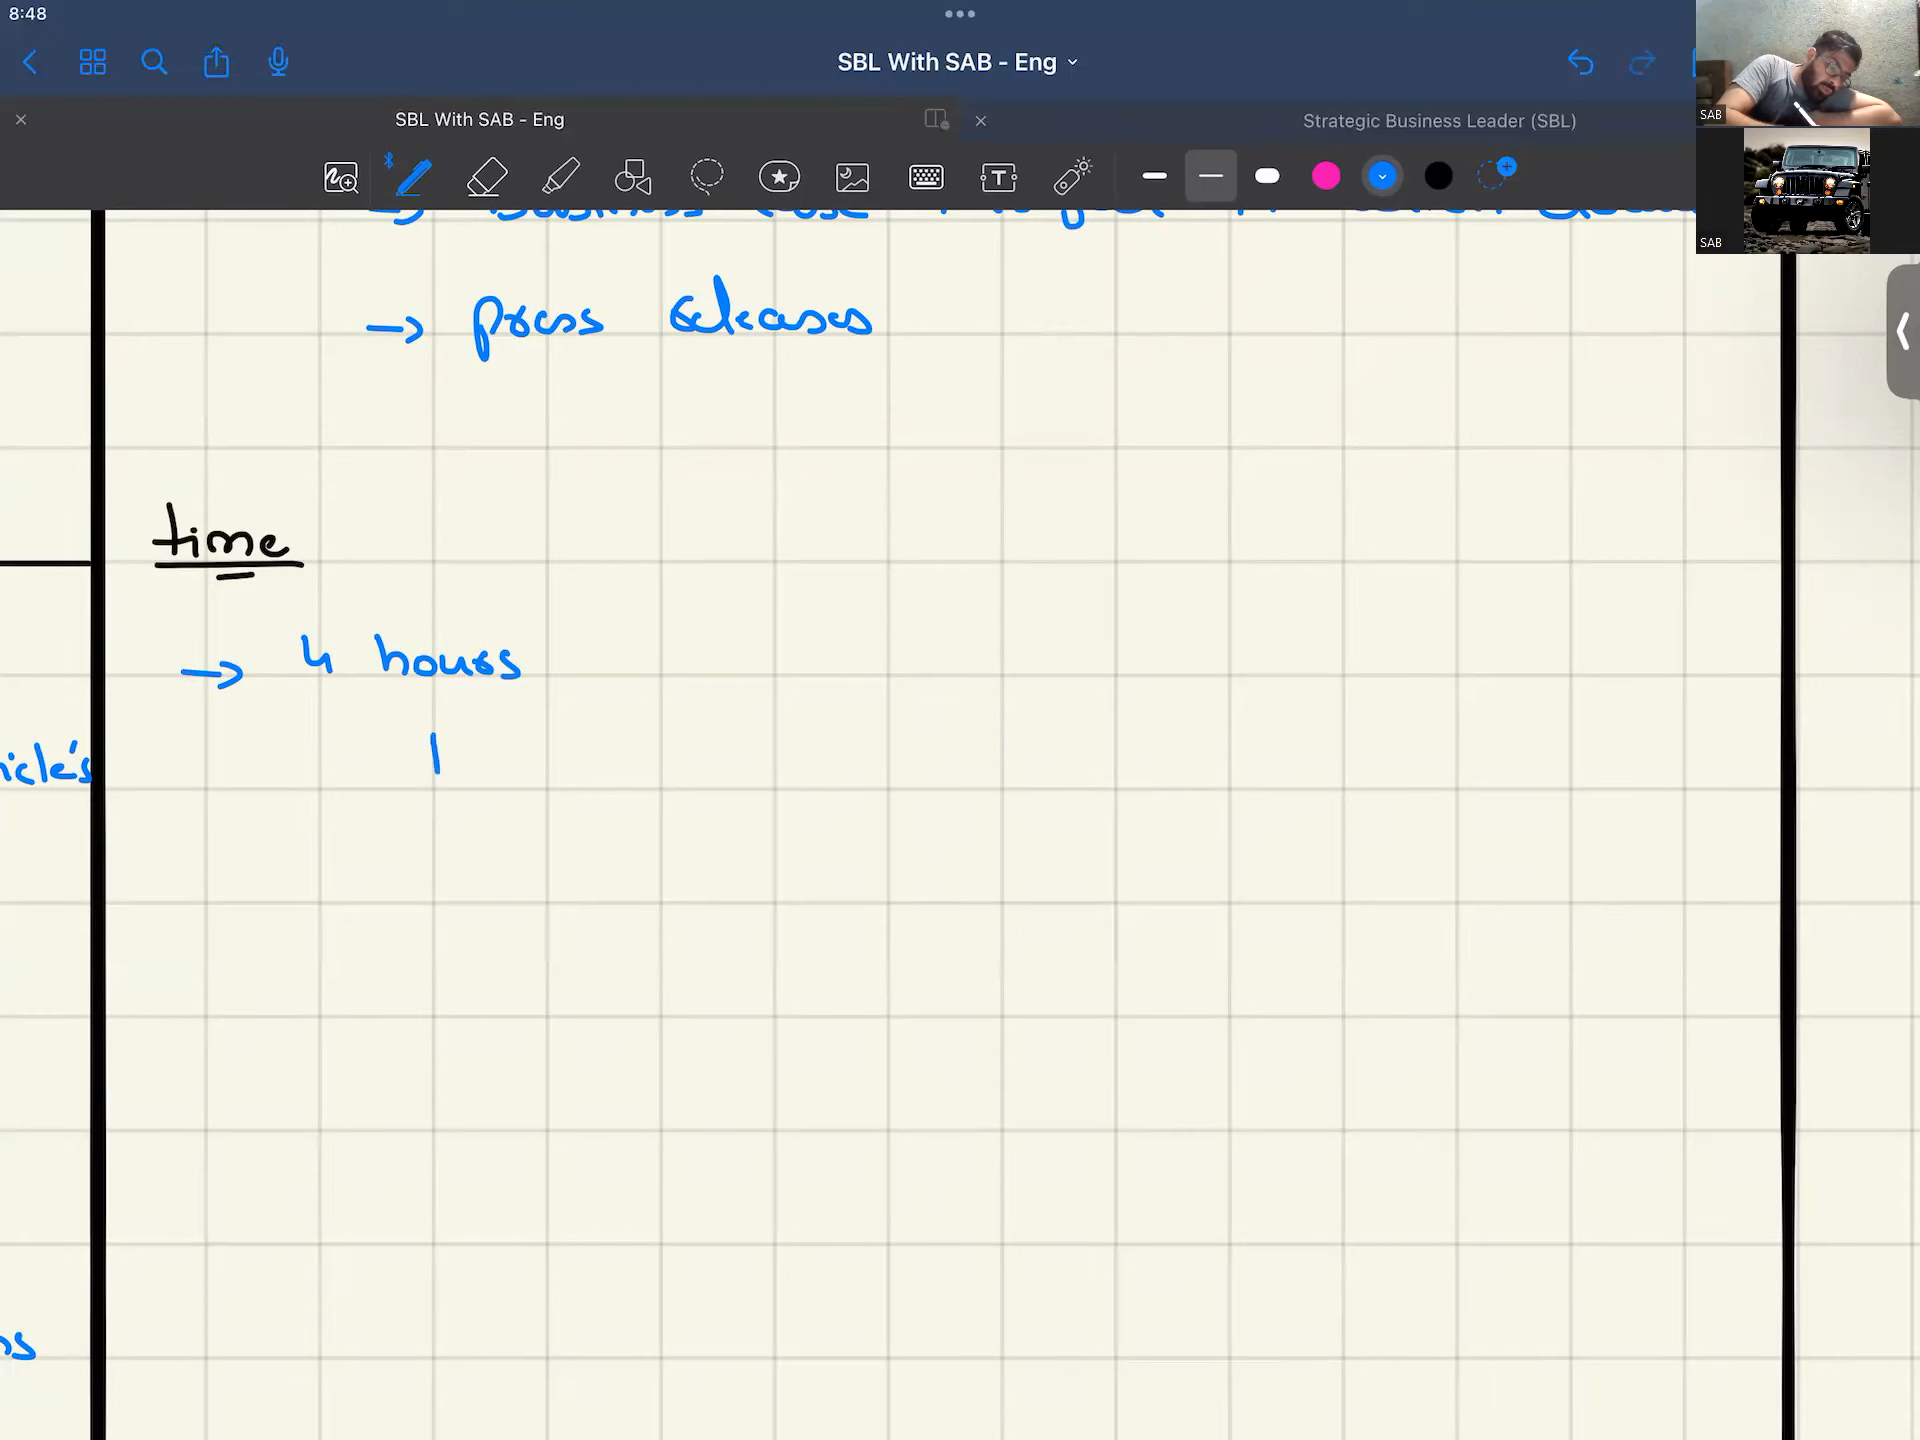 8:48
SBL With SAB - Eng
SBL With SAB - Eng
Strategic Business Leader (SBL)
SAB
SAB
→ press releases
time
→ 4 hours
icle's